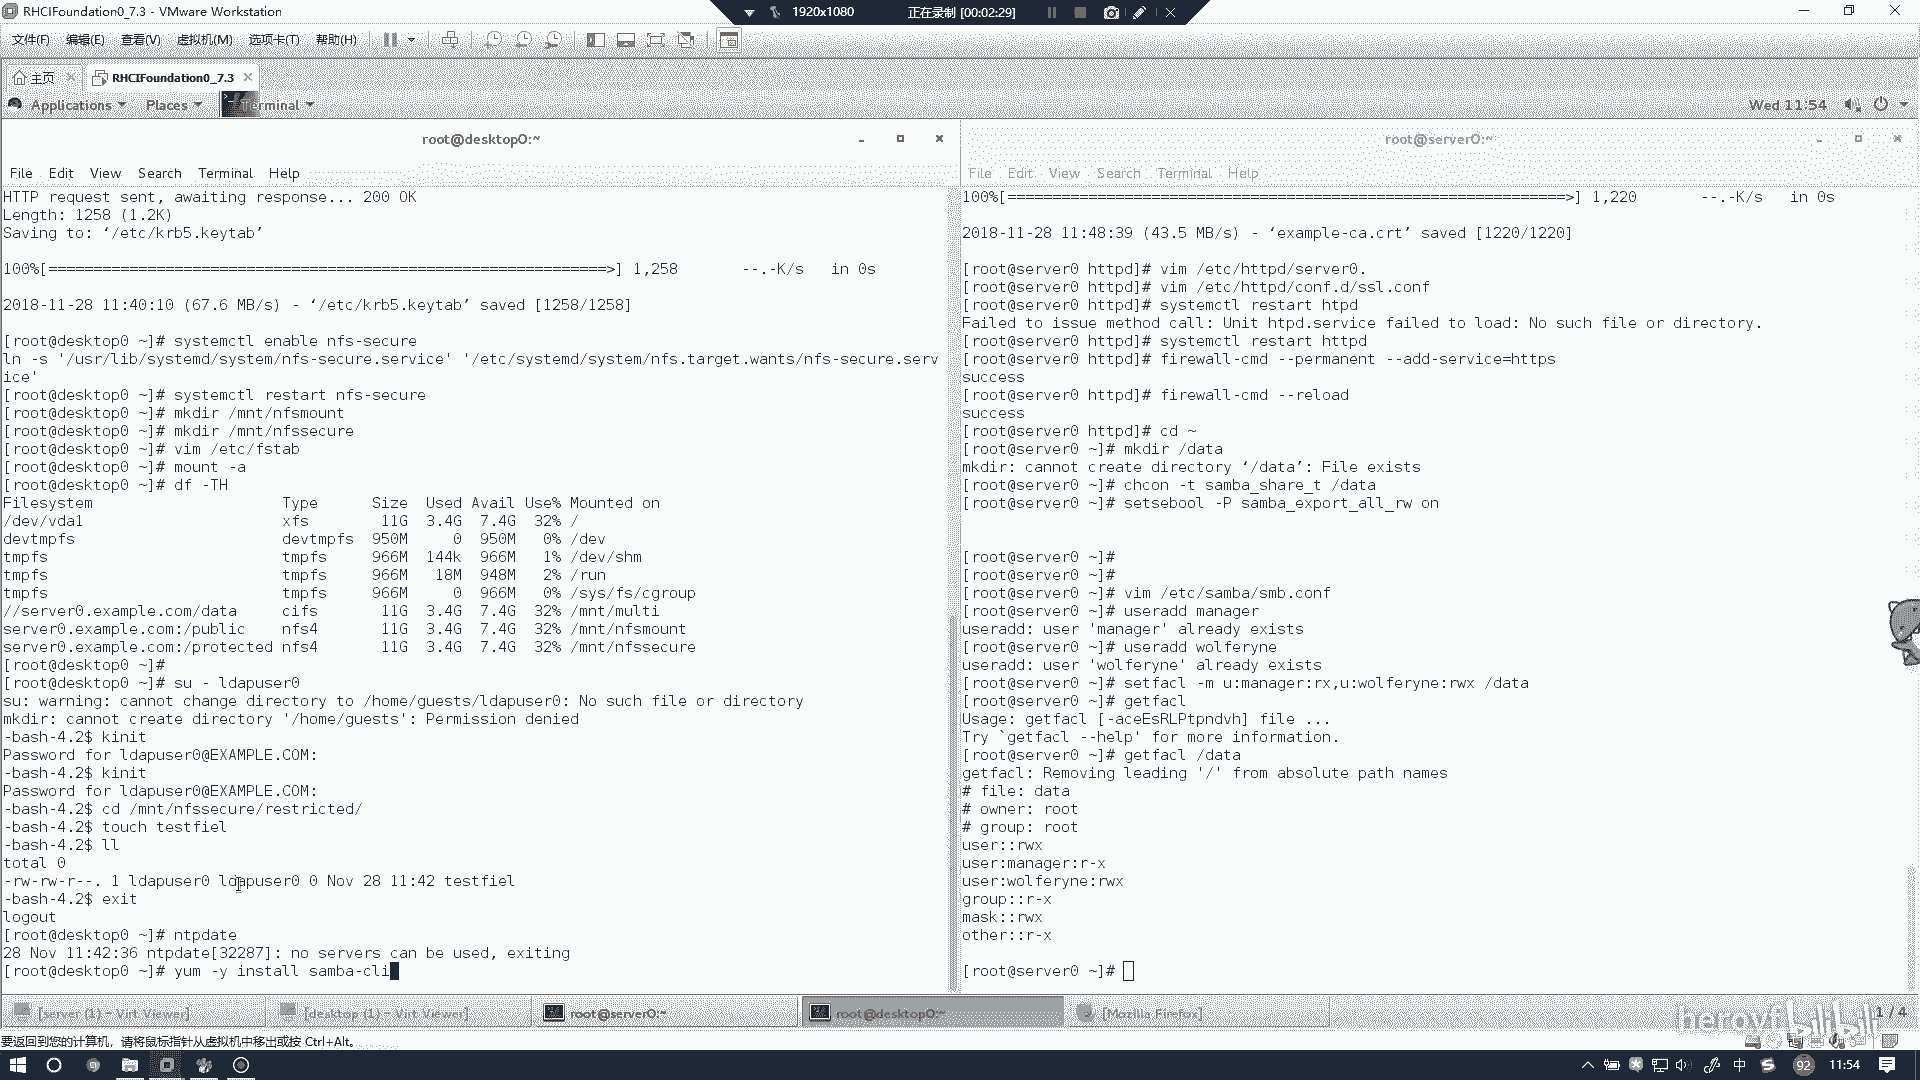 RHCIFoundation0_7.3 - VMware Workstation
1920x1080
正在录制 [00:02:29]
文件(F) 编辑(E) 查看(V) 虚拟机(M) 选项卡(T) 帮助(H)
主页
RHCIFoundation0_7.3
Applications Places Terminal
Wed 11:54
root@desktop0:~
File Edit View Search Terminal Help
HTTP request sent, awaiting response... 200 OK
Length: 1258 (1.2K)
Saving to: ‘/etc/krb5.keytab’
100%[==============================================================>] 1,258 --.-K/s in 0s
2018-11-28 11:40:10 (67.6 MB/s) - ‘/etc/krb5.keytab’ saved [1258/1258]
[root@desktop0 ~]# systemctl enable nfs-secure
ln -s '/usr/lib/systemd/system/nfs-secure.service' '/etc/systemd/system/nfs.target.wants/nfs-secure.serv
ice'
[root@desktop0 ~]# systemctl restart nfs-secure
[root@desktop0 ~]# mkdir /mnt/nfsmount
[root@desktop0 ~]# mkdir /mnt/nfssecure
[root@desktop0 ~]# vim /etc/fstab
[root@desktop0 ~]# mount -a
[root@desktop0 ~]# df -TH
Filesystem Type Size Used Avail Use% Mounted on
/dev/vda1 xfs 11G 3.4G 7.4G 32% /
devtmpfs devtmpfs 950M 0 950M 0% /dev
tmpfs tmpfs 966M 144k 966M 1% /dev/shm
tmpfs tmpfs 966M 18M 948M 2% /run
tmpfs tmpfs 966M 0 966M 0% /sys/fs/cgroup
//server0.example.com/data cifs 11G 3.4G 7.4G 32% /mnt/multi
server0.example.com:/public nfs4 11G 3.4G 7.4G 32% /mnt/nfsmount
server0.example.com:/protected nfs4 11G 3.4G 7.4G 32% /mnt/nfssecure
[root@desktop0 ~]#
[root@desktop0 ~]# su - ldapuser0
su: warning: cannot change directory to /home/guests/ldapuser0: No such file or directory
mkdir: cannot create directory '/home/guests': Permission denied
-bash-4.2$ kinit
Password for ldapuser0@EXAMPLE.COM:
-bash-4.2$ kinit
Password for ldapuser0@EXAMPLE.COM:
-bash-4.2$ cd /mnt/nfssecure/restricted/
-bash-4.2$ touch testfiel
-bash-4.2$ ll
total 0
-rw-rw-r--. 1 ldapuser0 ldapuser0 0 Nov 28 11:42 testfiel
-bash-4.2$ exit
logout
[root@desktop0 ~]# ntpdate
28 Nov 11:42:36 ntpdate[32287]: no servers can be used, exiting
[root@desktop0 ~]# yum -y install samba-cli
root@server0:~
File Edit View Search Terminal Help
100%[==============================================================>] 1,220 --.-K/s in 0s
2018-11-28 11:48:39 (43.5 MB/s) - ‘example-ca.crt’ saved [1220/1220]
[root@server0 httpd]# vim /etc/httpd/server0.
[root@server0 httpd]# vim /etc/httpd/conf.d/ssl.conf
[root@server0 httpd]# systemctl restart htpd
Failed to issue method call: Unit htpd.service failed to load: No such file or directory.
[root@server0 httpd]# systemctl restart httpd
[root@server0 httpd]# firewall-cmd --permanent --add-service=https
success
[root@server0 httpd]# firewall-cmd --reload
success
[root@server0 httpd]# cd ~
[root@server0 ~]# mkdir /data
mkdir: cannot create directory ‘/data’: File exists
[root@server0 ~]# chcon -t samba_share_t /data
[root@server0 ~]# setsebool -P samba_export_all_rw on
[root@server0 ~]#
[root@server0 ~]#
[root@server0 ~]# vim /etc/samba/smb.conf
[root@server0 ~]# useradd manager
useradd: user 'manager' already exists
[root@server0 ~]# useradd wolferyne
useradd: user 'wolferyne' already exists
[root@server0 ~]# setfacl -m u:manager:rx,u:wolferyne:rwx /data
[root@server0 ~]# getfacl
Usage: getfacl [-aceEsRLPtpndvh] file ...
Try `getfacl --help' for more information.
[root@server0 ~]# getfacl /data
getfacl: Removing leading '/' from absolute path names
# file: data
# owner: root
# group: root
user::rwx
user:manager:r-x
user:wolferyne:rwx
group::r-x
mask::rwx
other::r-x
[root@server0 ~]#
[server (1) - Virt Viewer]
[desktop (1) - Virt Viewer]
root@server0:~
root@desktop0:~
[Mozilla Firefox]
1 / 4
bilibili
要返回到您的计算机，请将鼠标指针从虚拟机中移出或按 Ctrl+Alt。
中
92
11:54